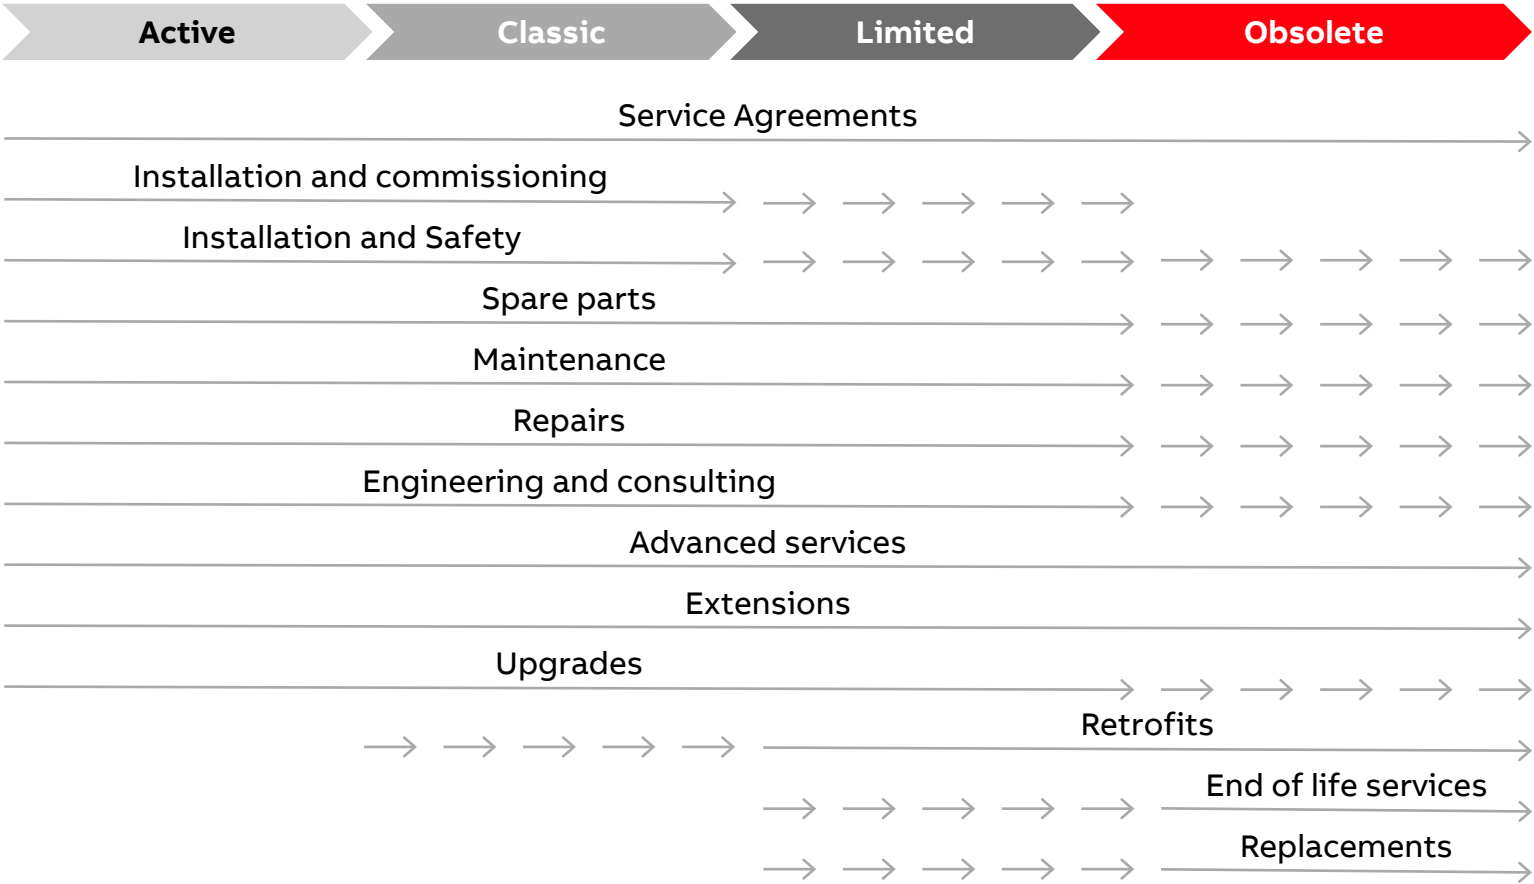 Active Classic Limited Obsolete
Service Agreements
Installation and commissioning
Installation and Safety
Spare parts
Maintenance
Repairs
Engineering and consulting
Advanced services
Extensions
Upgrades
Retrofits
End of life services
Replacements